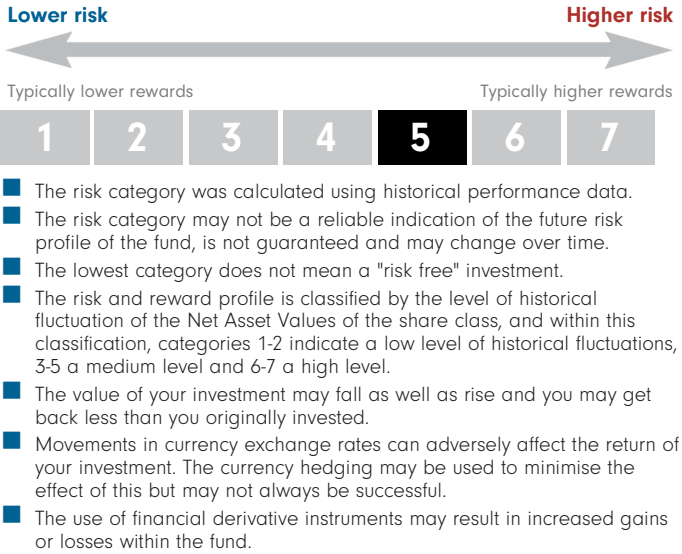 Lower risk Higher risk
Typically lower rewards Typically higher rewards
1 2 3 4 5 6 7
The risk category was calculated using historical performance data.
The risk category may not be a reliable indication of the future risk
profile of the fund, is not guaranteed and may change over time.
The lowest category does not mean a "risk free" investment.
The risk and reward profile is classified by the level of historical
fluctuation of the Net Asset Values of the share class, and within this
classification, categories 1-2 indicate a low level of historical fluctuations,
3-5 a medium level and 6-7 a high level.
The value of your investment may fall as well as rise and you may get
back less than you originally invested.
Movements in currency exchange rates can adversely affect the return of
your investment. The currency hedging may be used to minimise the
effect of this but may not always be successful.
The use of financial derivative instruments may result in increased gains
or losses within the fund.